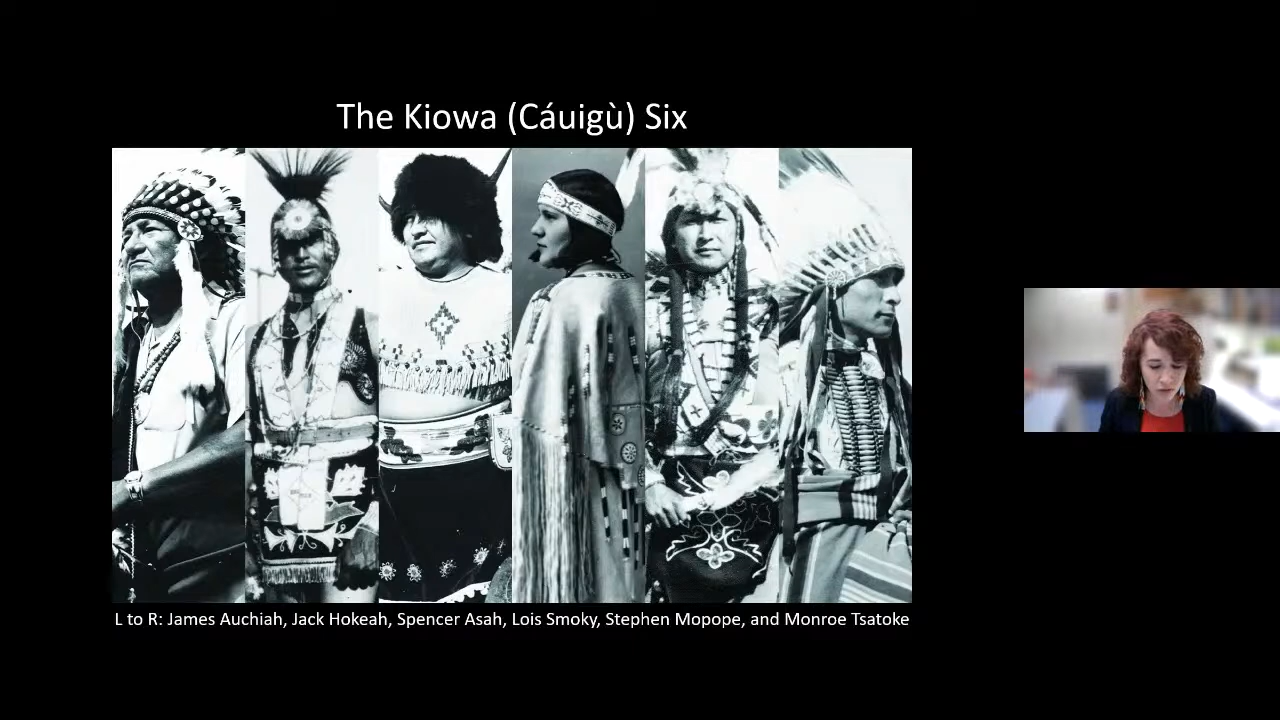 The Kiowa (Cáuigù) Six
L to R: James Auchiah, Jack Hokeah, Spencer Asah, Lois Smoky, Stephen Mopope, and Monroe Tsatoke